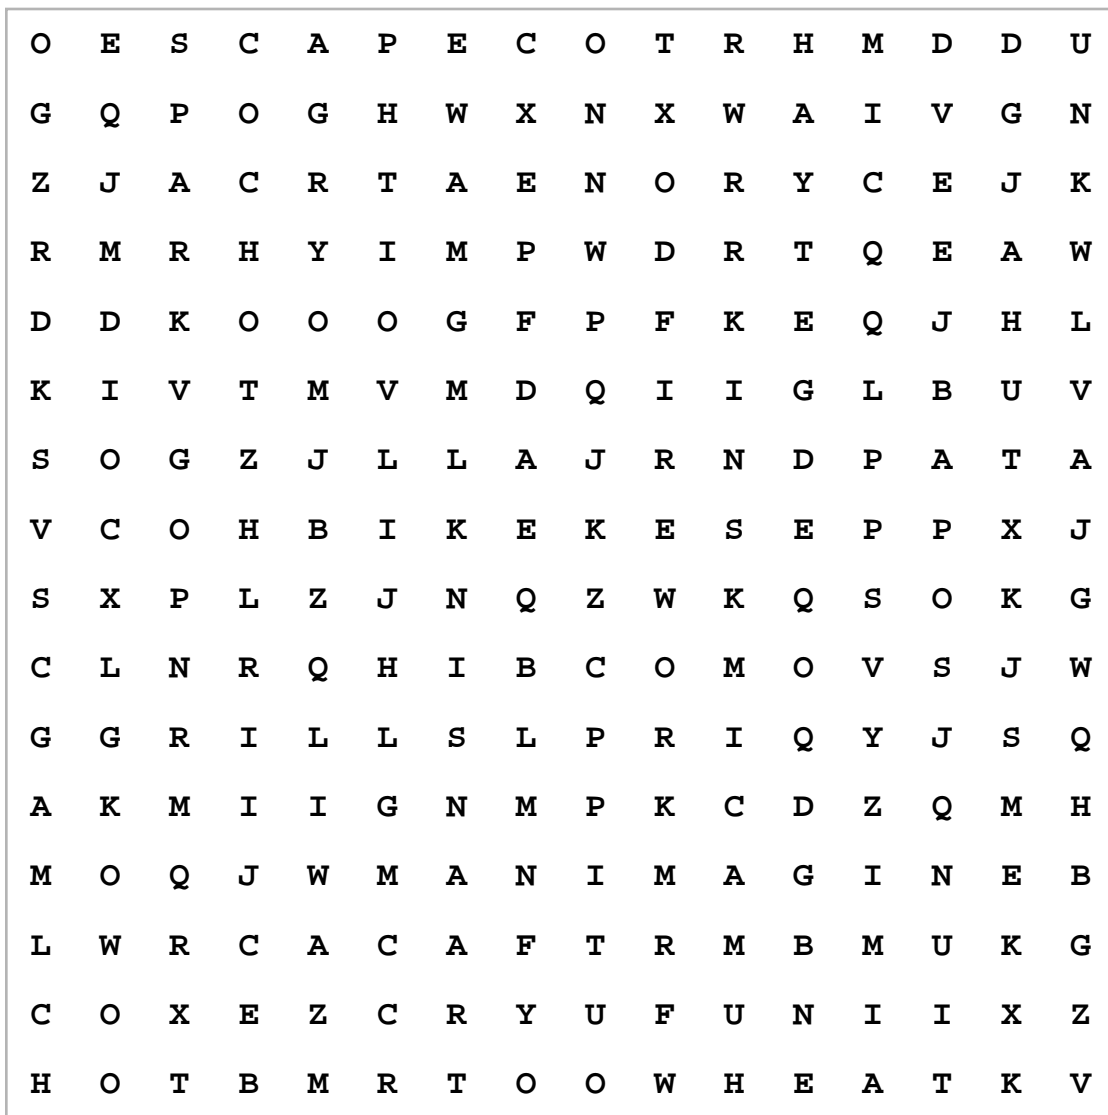 O E S C A P E C O T R H M D D U
G Q P O G H W X N X W A I V G N
Z J A C R T A E N O R Y C E J K
R M R H Y I M P W D R T Q E A W
D D K O O O G F P F K E Q J H L
K I V T M V M D Q I I G L B U V
S O G Z J L L A J R N D P A T A
V C O H B I K E K E S E P P X J
S X P L Z J N Q Z W K Q S O K G
C L N R Q H I B C O M O V S J W
G G R I L L S L P R I Q Y J S Q
A K M I I G N M P K C D Z Q M H
M O Q J W M A N I M A G I N E B
L W R C A C A F T R M B M U K G
C O X E Z C R Y U F U N I I X Z
H O T B M R T O O W H E A T K V